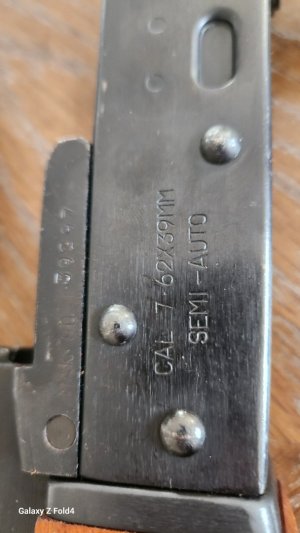 CAL 7 62X39MM
SEMI-AUTO
Galaxy Z Fold4